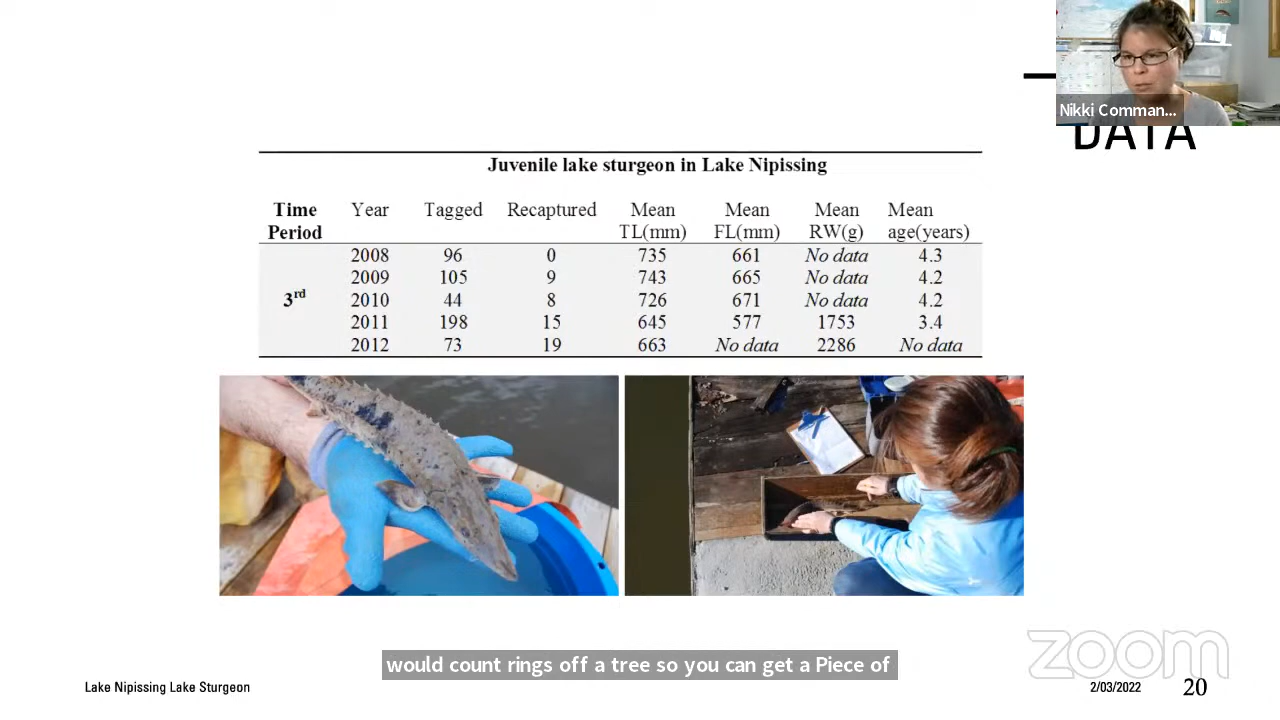 Nikki Comman...
DATA
Juvenile lake sturgeon in Lake Nipissing
Time Period Year Tagged Recaptured Mean TL(mm) Mean FL(mm) Mean RW(g) Mean age(years)
3rd
2008 96 0 735 661 No data 4.3
2009 105 9 743 665 No data 4.2
2010 44 8 726 671 No data 4.2
2011 198 15 645 577 1753 3.4
2012 73 19 663 No data 2286 No data
would count rings off a tree so you can get a Piece of
zoom
Lake Nipissing Lake Sturgeon
2/03/2022
20